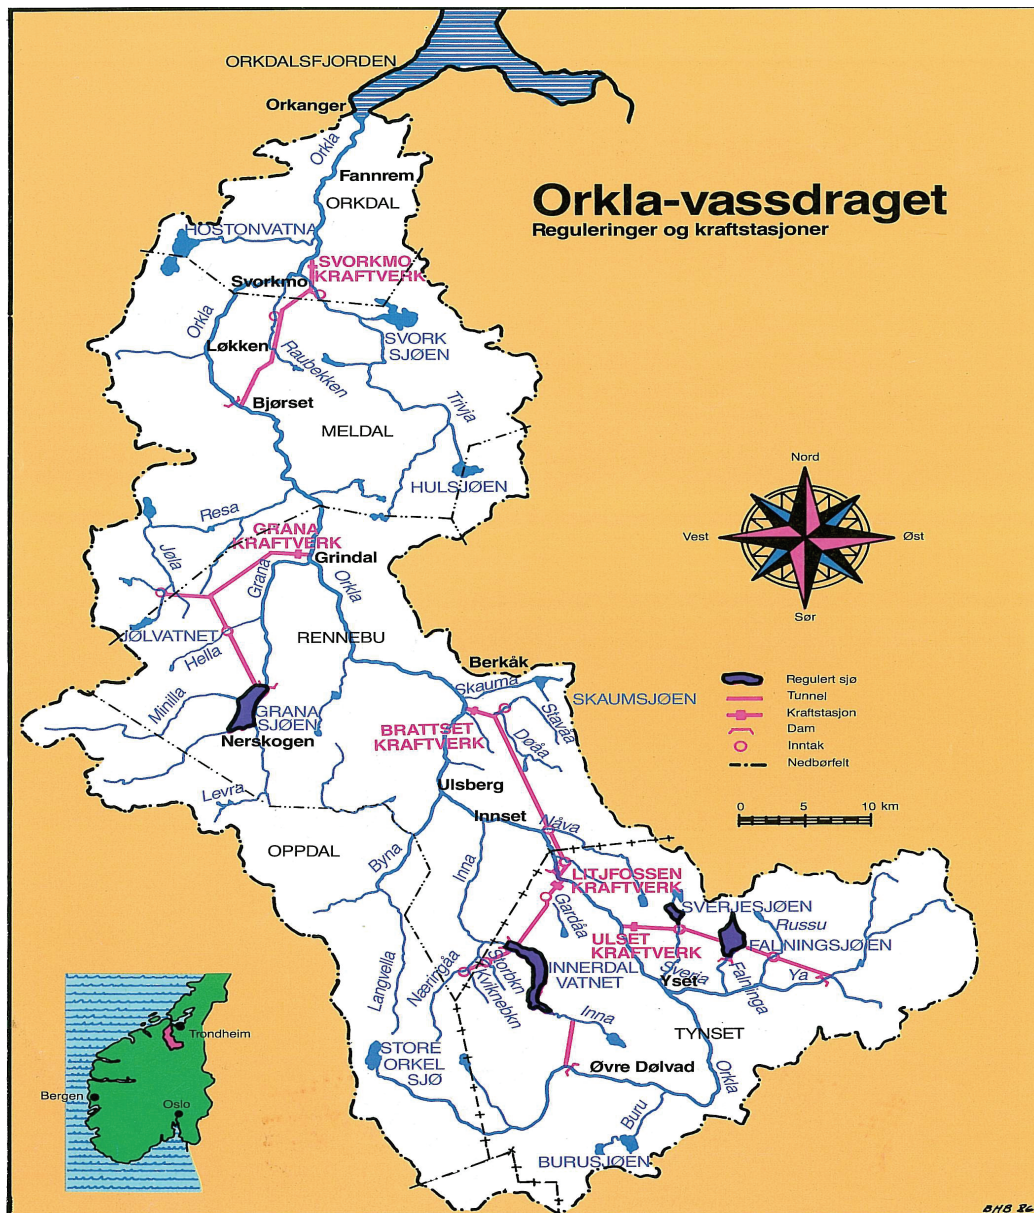 ORKDALSFJORDEN
Orkanger
Orkla
Fannrem
ORKDAL
Orkla-vassdraget
Reguleringer og kraftstasjoner
HOSTONVATNA
SVORKMO
KRAFTVERK
Svorkmo
Orkla
SVORK
SJØEN
Løkken
Raubekken
Bjørset
Trivja
MELDAL
HULSJØEN
Nord
Vest
Øst
Sør
Resa
GRANA
KRAFTVERK
Grindal
Jøla
Grana
Orkla
JØLVATNET
RENNEBU
Hella
Berkåk
Skauma
SKAUMSJØEN
Stavåa
Minilla
GRANA
SJØEN
Nerskogen
BRATTSET
KRAFTVERK
Døåa
Regulert sjø
Tunnel
Kraftstasjon
Dam
Inntak
Nedbørfelt
Levra
Ulsberg
Innset
Nåva
0 5 10 km
OPPDAL
Byna
Inna
LITJFOSSEN
KRAFTVERK
Gardåa
SVERJESJØEN
Russu
ULSET
KRAFTVERK
FALNINGSJØEN
Langvella
Næringåa
Storbkn
Kviknebkn
INNERDAL
VATNET
Sverja
Yset
Falninga
Ya
Inna
TYNSET
STORE
ORKEL
SJØ
Øvre Dølvad
Orkla
Buru
BURUSJØEN
Trondheim
Bergen
Oslo